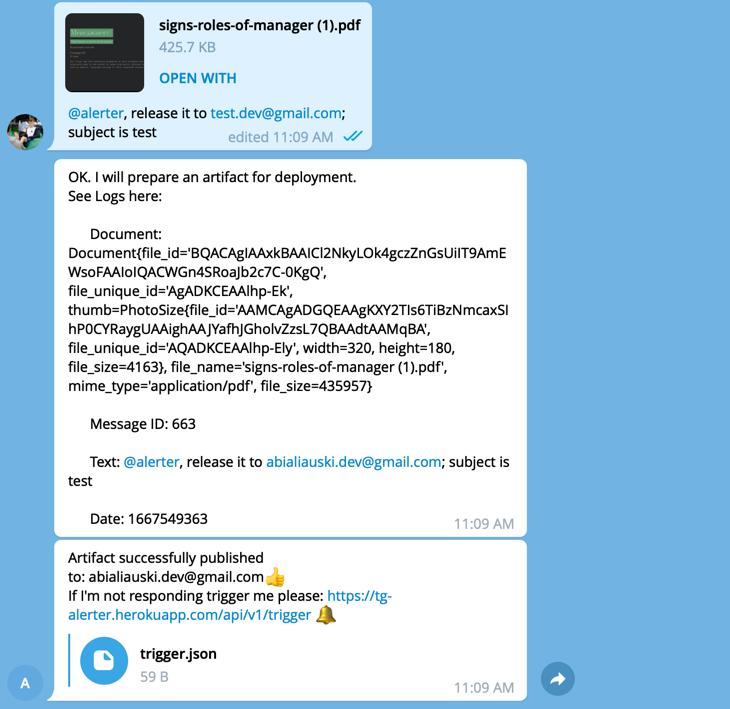 signs-roles-of-manager (1).pdf
425.7 KB
OPEN WITH
@alerter, release it to test.dev@gmail.com;
subject is test
edited 11:09 AM
OK. I will prepare an artifact for deployment.
See Logs here:
Document:
Document{file_id='BQACAgIAAxkBAAICl2NkyLOk4gczZnGsUiIT9AmE
WsoFAAIoIQACWGn4SRoaJb2c7C-0KgQ',
file_unique_id='AgADKCEAAlhp-Ek',
thumb=PhotoSize{file_id='AAMCAgADGQEAAgKXY2TIs6TiBzNmcaxSI
hP0CYRaygUAAighAAJYafhJGholvZzsL7QBAAdtAAMqBA',
file_unique_id='AQADKCEAAlhp-Ely', width=320, height=180,
file_size=4163}, file_name='signs-roles-of-manager (1).pdf',
mime_type='application/pdf', file_size=435957}
Message ID: 663
Text: @alerter, release it to abialiauski.dev@gmail.com; subject is
test
Date: 1667549363
11:09 AM
Artifact successfully published
to: abialiauski.dev@gmail.com👍
If I'm not responding trigger me please: https://tg-
alerter.herokuapp.com/api/v1/trigger 🔔
trigger.json
59 B
A
11:09 AM